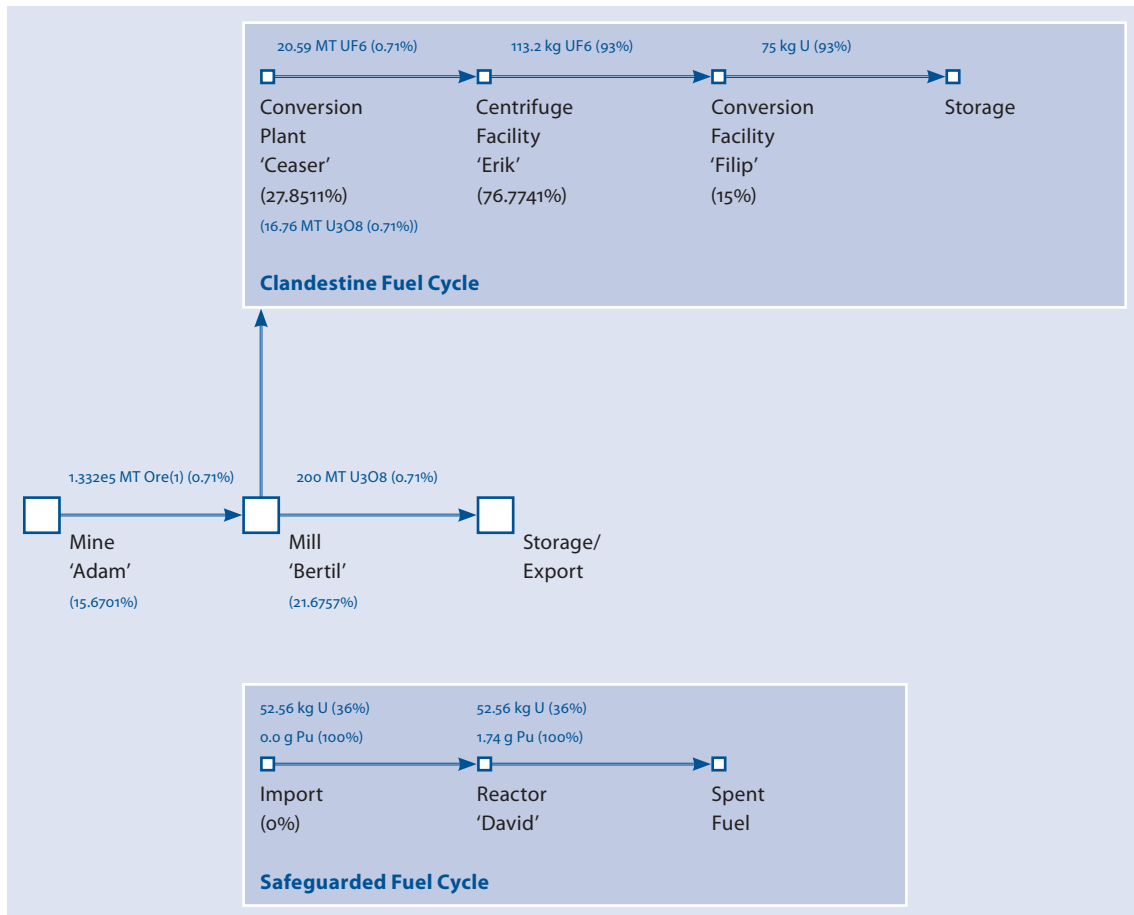 20.59 MT UF6 (0.71%)
113.2 kg UF6 (93%)
75 kg U (93%)
Conversion
Plant
‘Ceaser’
(27.8511%)
(16.76 MT U3O8 (0.71%))
Centrifuge
Facility
‘Erik’
(76.7741%)
Conversion
Facility
‘Filip’
(15%)
Storage
Clandestine Fuel Cycle
1.332e5 MT Ore(1) (0.71%)
200 MT U3O8 (0.71%)
Mine
‘Adam’
(15.6701%)
Mill
‘Bertil’
(21.6757%)
Storage/
Export
52.56 kg U (36%)
0.0 g Pu (100%)
52.56 kg U (36%)
1.74 g Pu (100%)
Import
(0%)
Reactor
‘David’
Spent
Fuel
Safeguarded Fuel Cycle